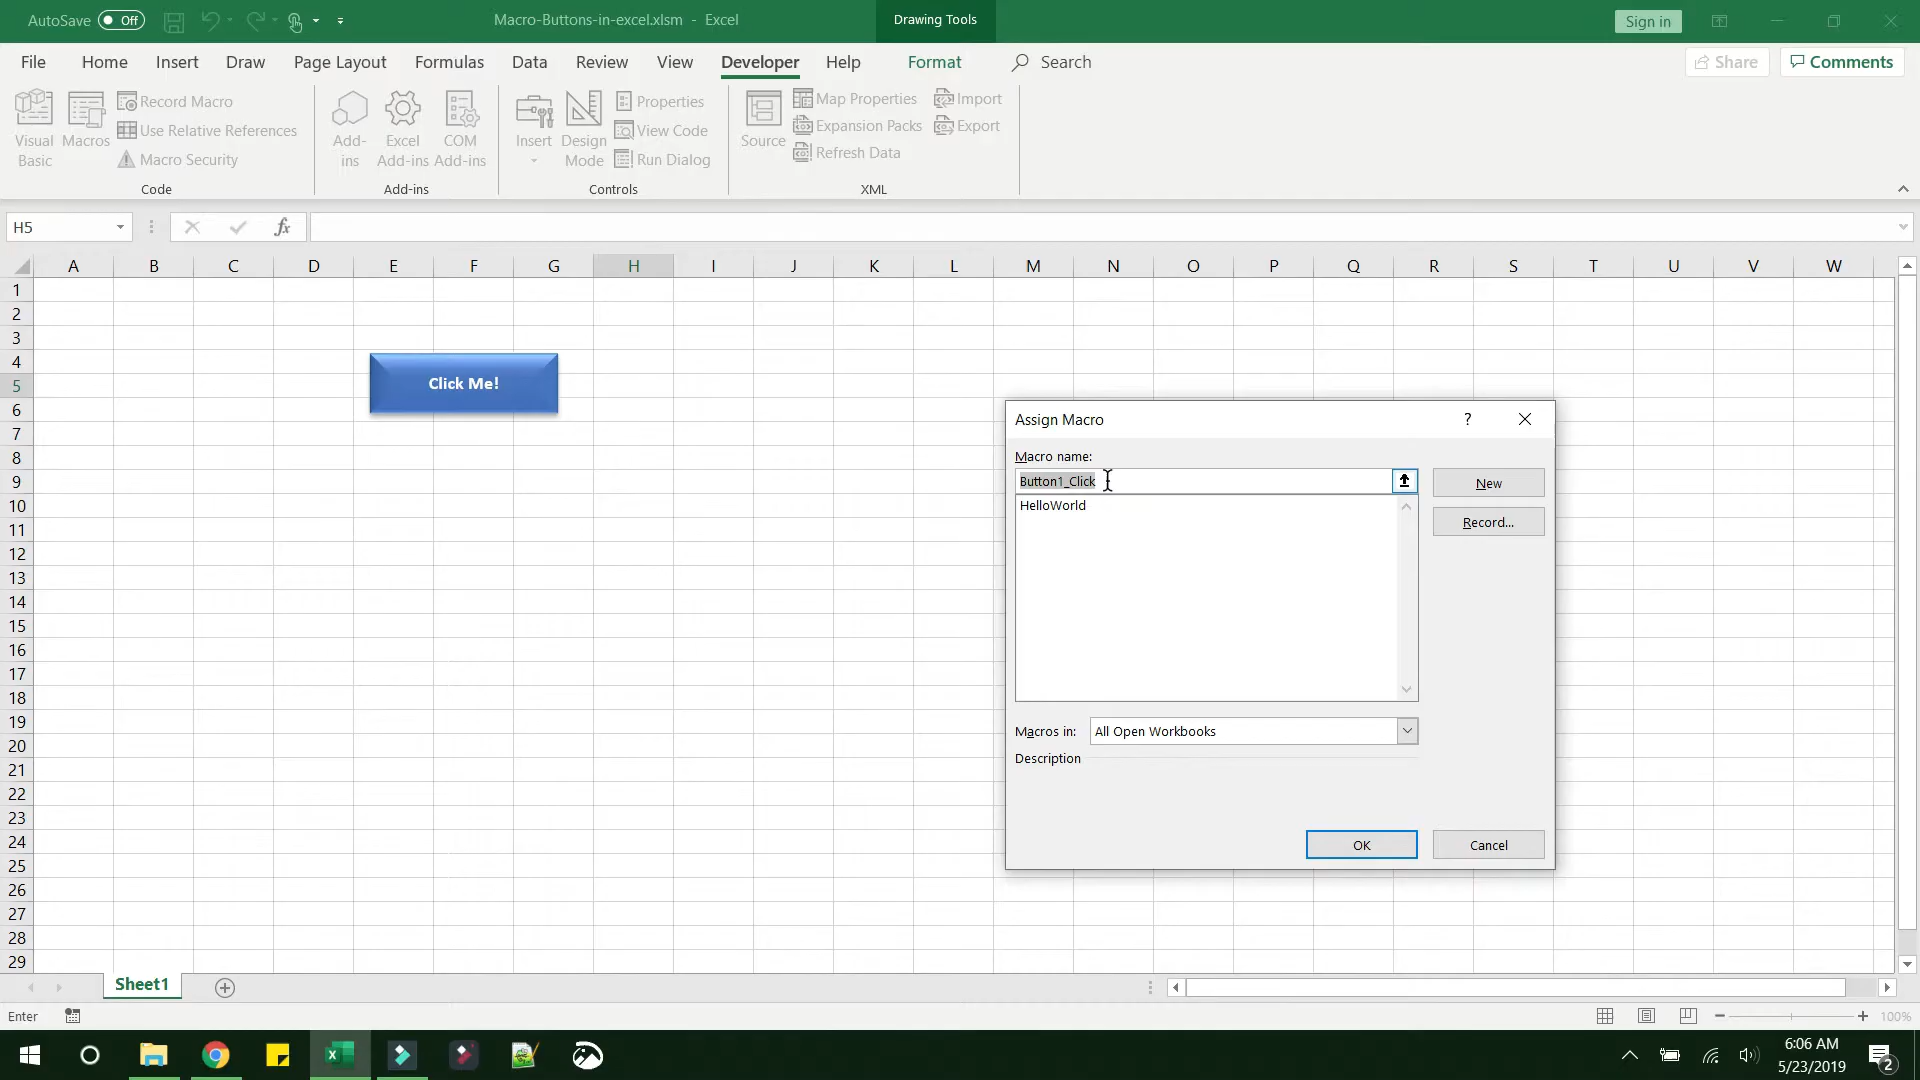 AutoSave Off
Macro-Buttons-in-excel.xlsm - Excel
Drawing Tools
Sign in
File Home Insert Draw Page Layout Formulas Data Review View Developer Help Format Search
Share
Comments
Visual Basic
Macros
Record Macro
Use Relative References
Macro Security
Code
Add-ins
Excel Add-ins
COM Add-ins
Add-ins
Insert
Design Mode
Properties
View Code
Run Dialog
Controls
Source
Map Properties
Expansion Packs
Refresh Data
Import
Export
XML
H5
fx
A B C D E F G H I J K L M N O P Q R S T U V W
1
2
3
4
5
6
7
8
9
10
11
12
13
14
15
16
17
18
19
20
21
22
23
24
25
26
27
28
29
Click Me!
Assign Macro
?
Macro name:
Button1_Click
HelloWorld
New
Record...
Macros in: All Open Workbooks
Description
OK
Cancel
Sheet1
Enter
100%
6:06 AM
5/23/2019
2